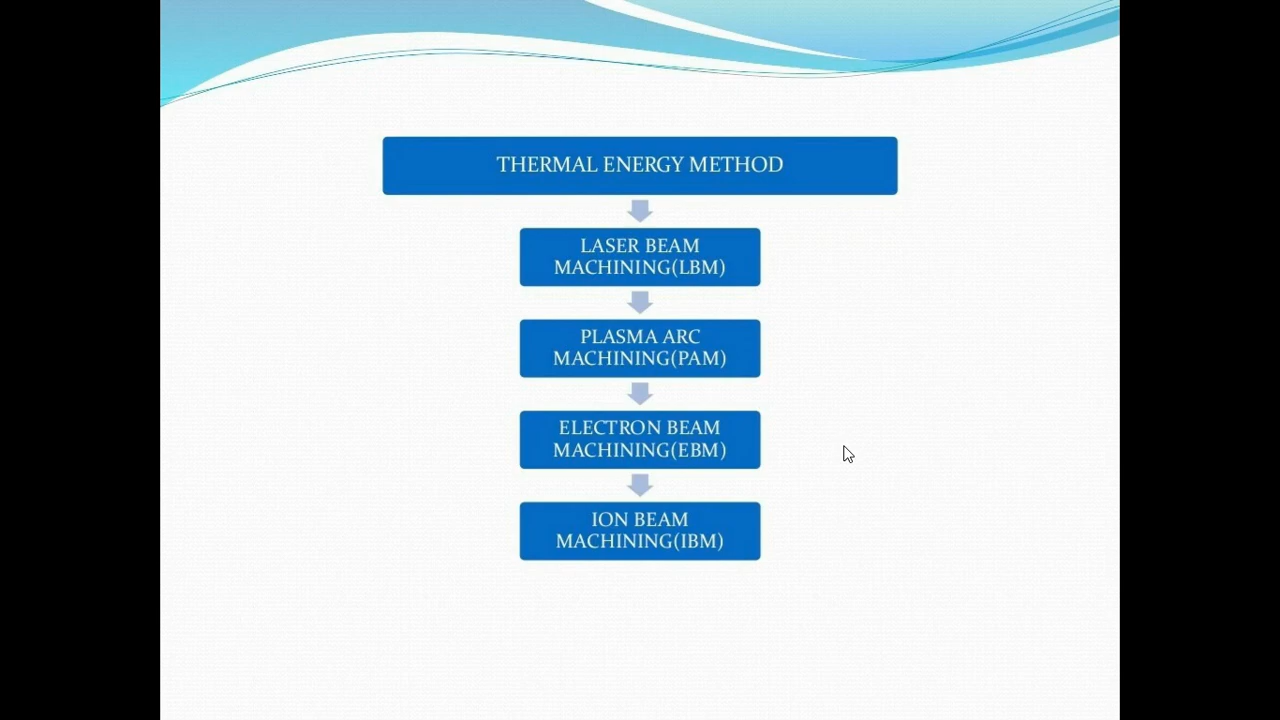 THERMAL ENERGY METHOD
LASER BEAM
MACHINING(LBM)
PLASMA ARC
MACHINING(PAM)
ELECTRON BEAM
MACHINING(EBM)
ION BEAM
MACHINING(IBM)